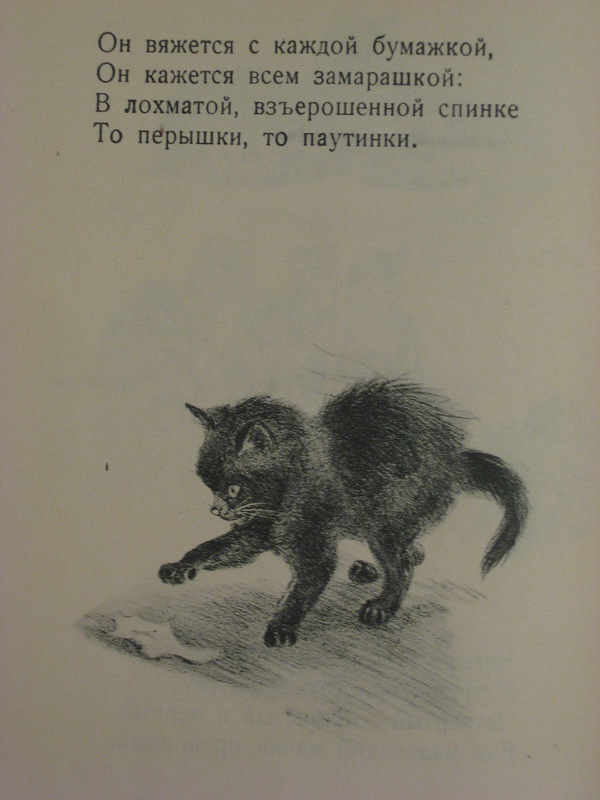 Он вяжется с каждой бумажкой,
Он кажется всем замарашкой:
В лохматой, взъерошенной спинке
То перышки, то паутинки.